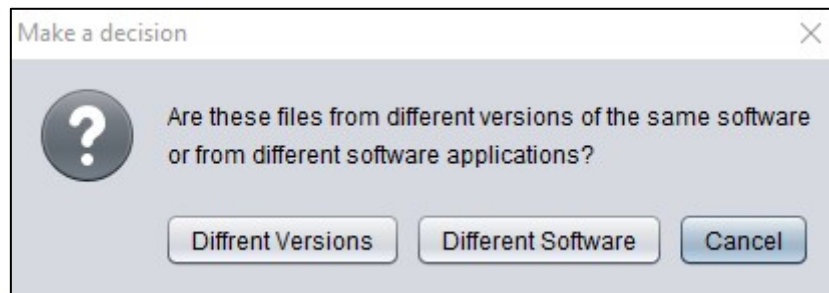 Make a decision
Are these files from different versions of the same software
or from different software applications?
Diffrent Versions
Different Software
Cancel